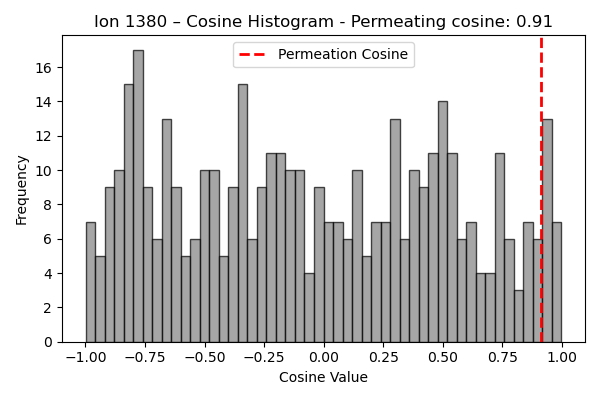 Ion 1380 – Cosine Histogram - Permeating cosine: 0.91
Permeation Cosine
Frequency
16
14
12
10
8
6
4
2
0
−1.00 −0.75 −0.50 −0.25 0.00 0.25 0.50 0.75 1.00
Cosine Value